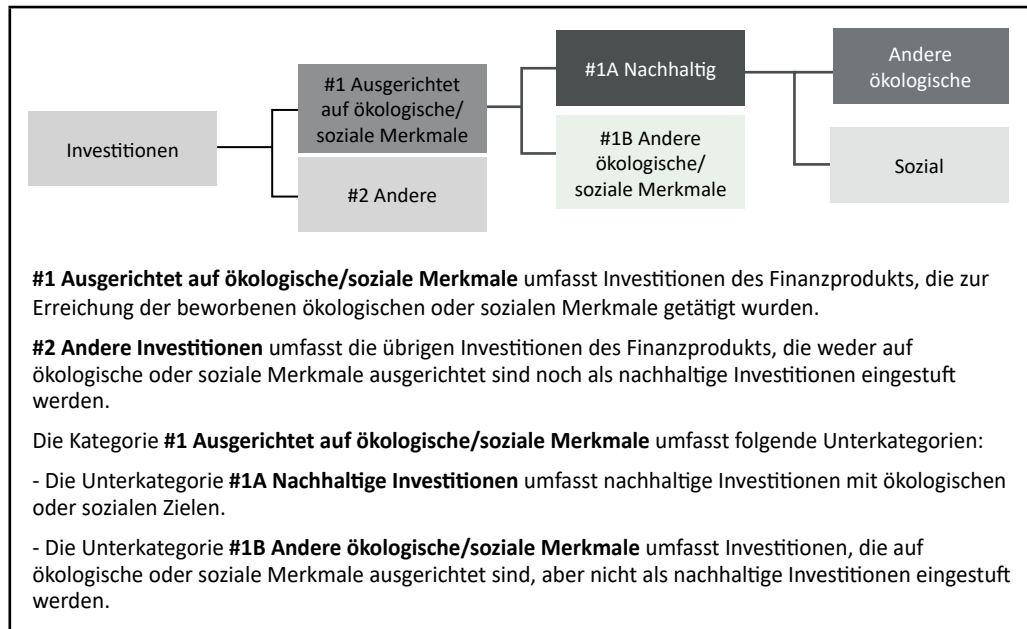 Investitionen
#1 Ausgerichtet
auf ökologische/
soziale Merkmale
#2 Andere
#1A Nachhaltig
#1B Andere
ökologische/
soziale Merkmale
Andere
ökologische
Sozial
#1 Ausgerichtet auf ökologische/soziale Merkmale umfasst Investitionen des Finanzprodukts, die zur
Erreichung der beworbenen ökologischen oder sozialen Merkmale getätigt wurden.
#2 Andere Investitionen umfasst die übrigen Investitionen des Finanzprodukts, die weder auf
ökologische oder soziale Merkmale ausgerichtet sind noch als nachhaltige Investitionen eingestuft
werden.
Die Kategorie #1 Ausgerichtet auf ökologische/soziale Merkmale umfasst folgende Unterkategorien:
- Die Unterkategorie #1A Nachhaltige Investitionen umfasst nachhaltige Investitionen mit ökologischen
oder sozialen Zielen.
- Die Unterkategorie #1B Andere ökologische/soziale Merkmale umfasst Investitionen, die auf
ökologische oder soziale Merkmale ausgerichtet sind, aber nicht als nachhaltige Investitionen eingestuft
werden.